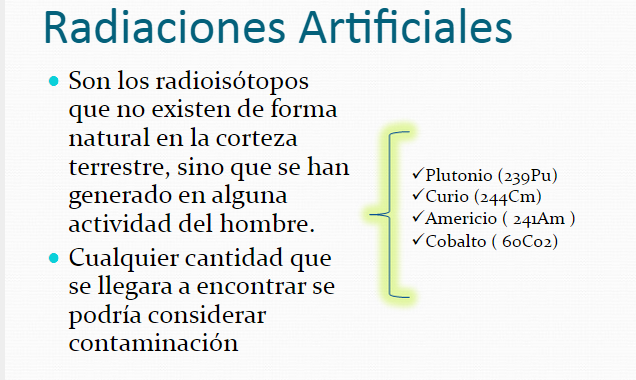 Radiaciones Artificiales
• Son los radioisótopos
que no existen de forma
natural en la corteza
terrestre, sino que se han
generado en alguna
actividad del hombre.
• Cualquier cantidad que
se llegara a encontrar se
podría considerar
contaminación
✓Plutonio (239Pu)
✓Curio (244Cm)
✓Americio ( 241Am )
✓Cobalto ( 60Co2)